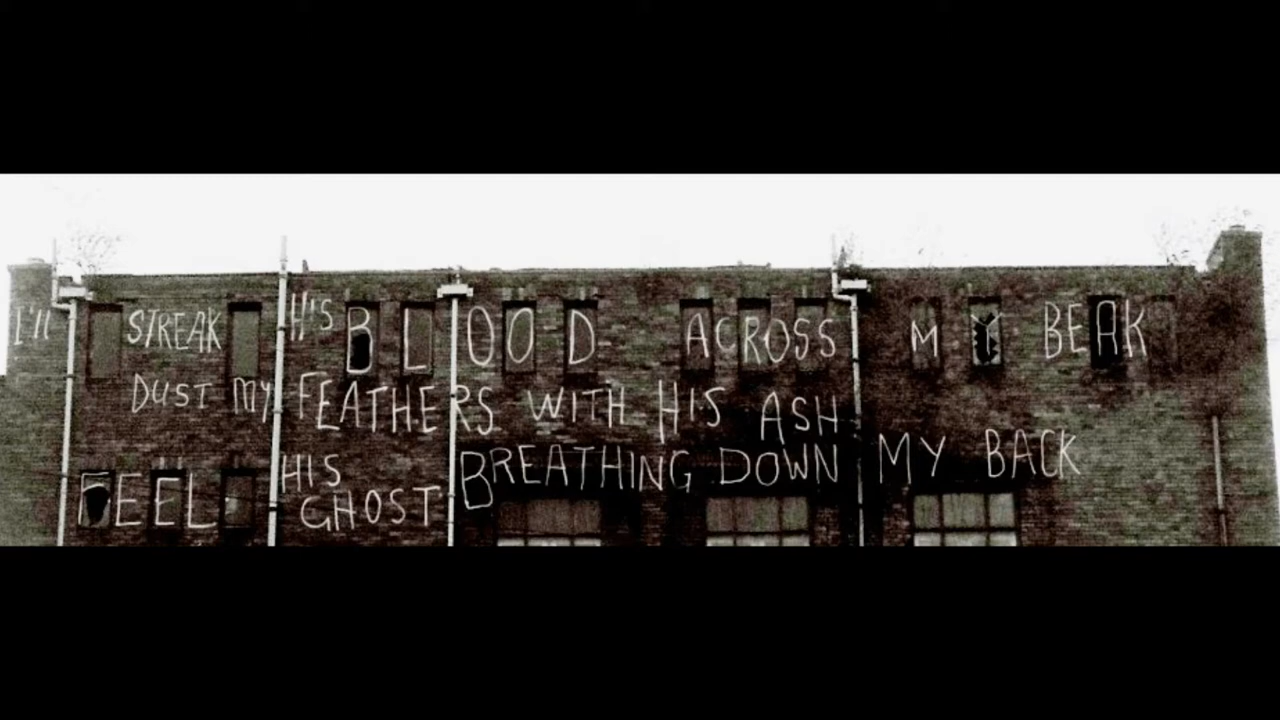 I'll STREAK HIS BLOOD ACROSS MY BEAK
DUST MY FEATHERS WITH HIS ASH
FEEL HIS GHOST BREATHING DOWN MY BACK